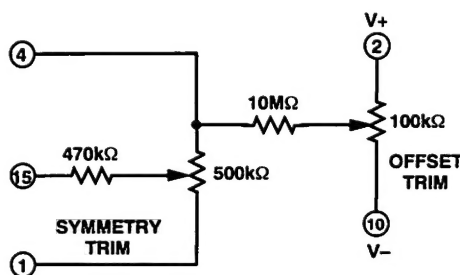 V+
2
4
10MΩ
100kΩ
470kΩ
15
500kΩ
OFFSET
TRIM
SYMMETRY
TRIM
10
V−
1